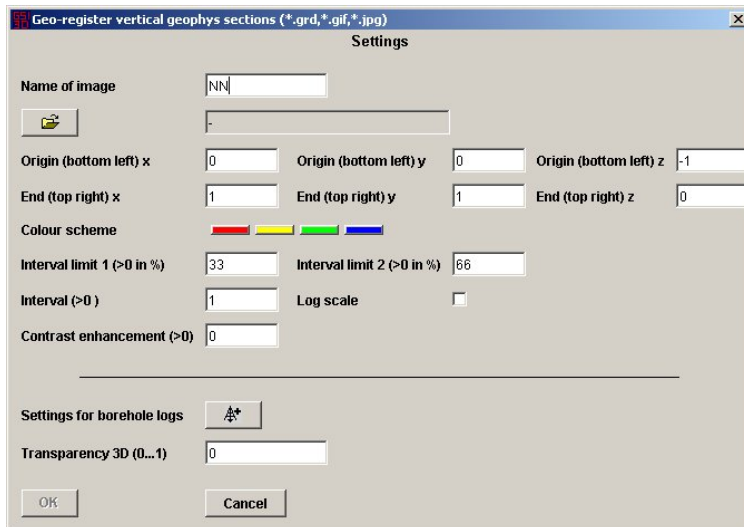 Geo-register vertical geophys sections (*.grd,*.gif,*.jpg)
Settings
Name of image NN
-
Origin (bottom left) x 0 Origin (bottom left) y 0 Origin (bottom left) z -1
End (top right) x 1 End (top right) y 1 End (top right) z 0
Colour scheme
Interval limit 1 (>0 in %) 33 Interval limit 2 (>0 in %) 66
Interval (>0 ) 1 Log scale
Contrast enhancement (>0) 0
Settings for borehole logs
Transparency 3D (0...1) 0
OK Cancel